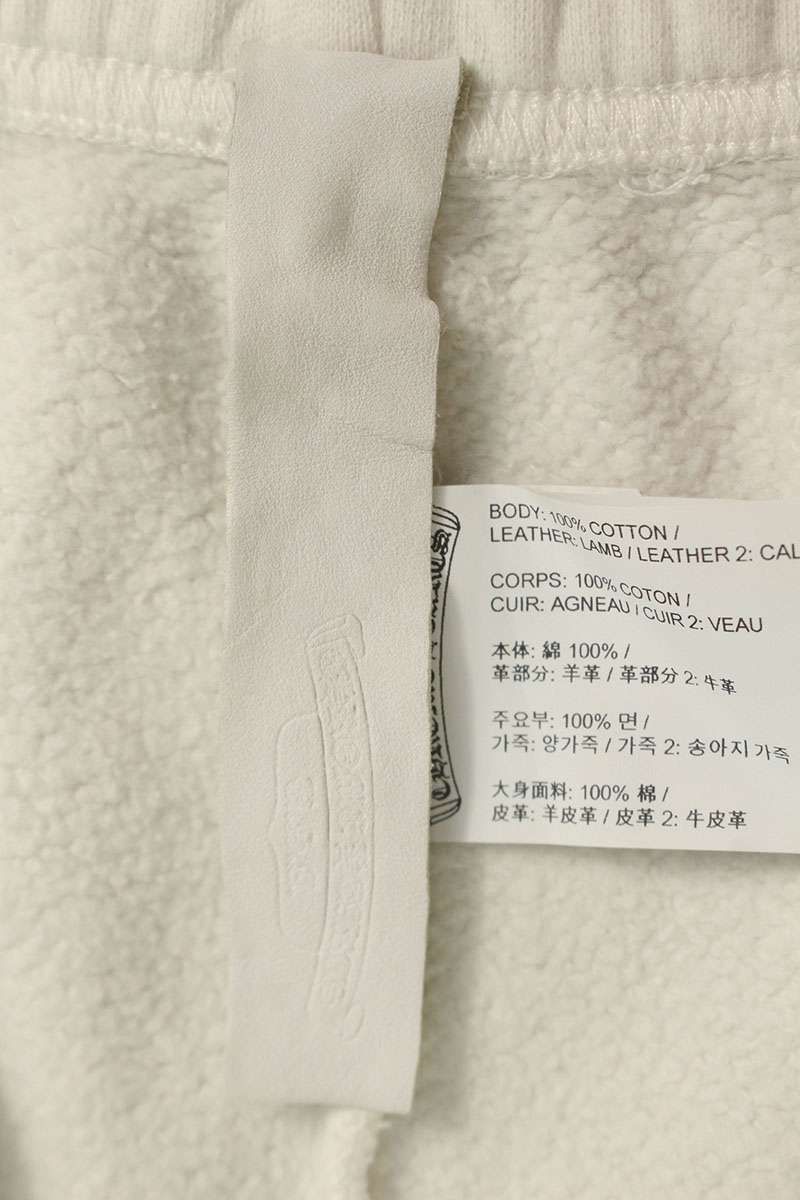 BODY: 100% COTTON /
LEATHER: LAMB / LEATHER 2: CAL
CORPS: 100% COTON /
CUIR: AGNEAU / CUIR 2: VEAU
本体: 綿 100% /
革部分: 羊革 / 革部分 2: 牛革
주요부: 100% 면 /
가죽: 양가죽 / 가죽 2: 송아지 가죽
大身面料: 100% 棉 /
皮革: 羊皮革 / 皮革 2: 牛皮革